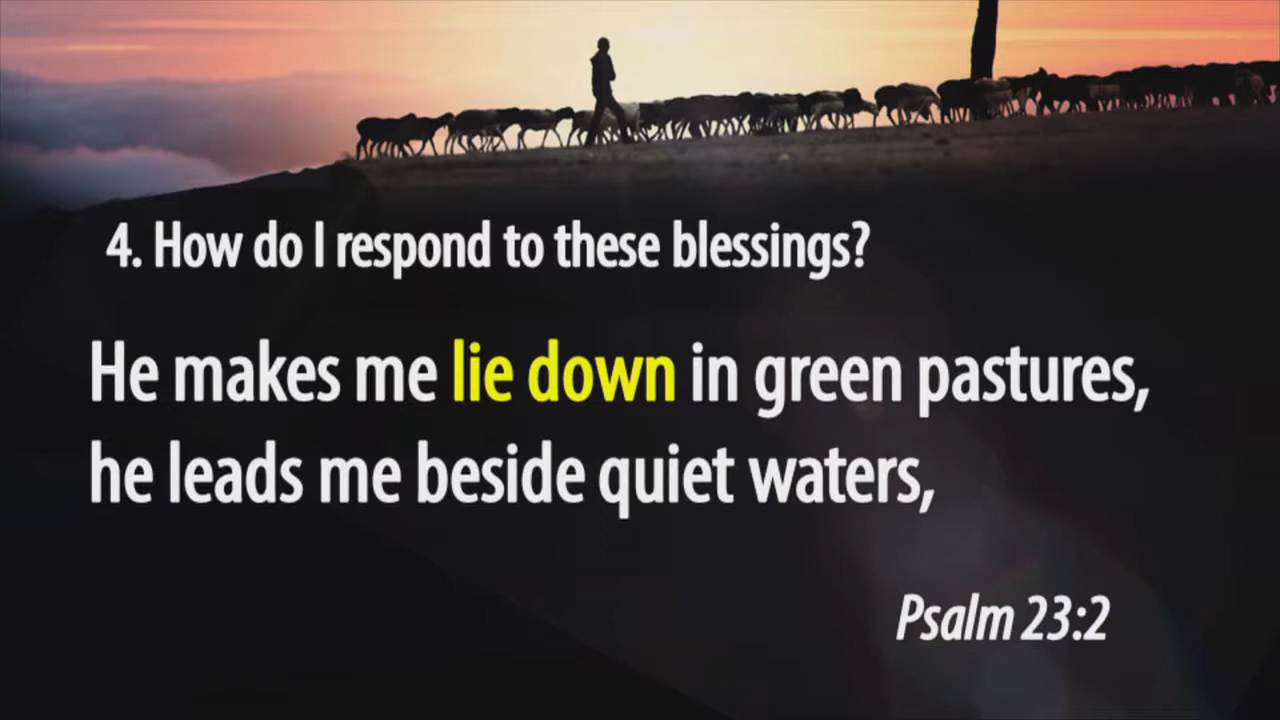 4. How do I respond to these blessings?
He makes me lie down in green pastures,
he leads me beside quiet waters,
Psalm 23:2